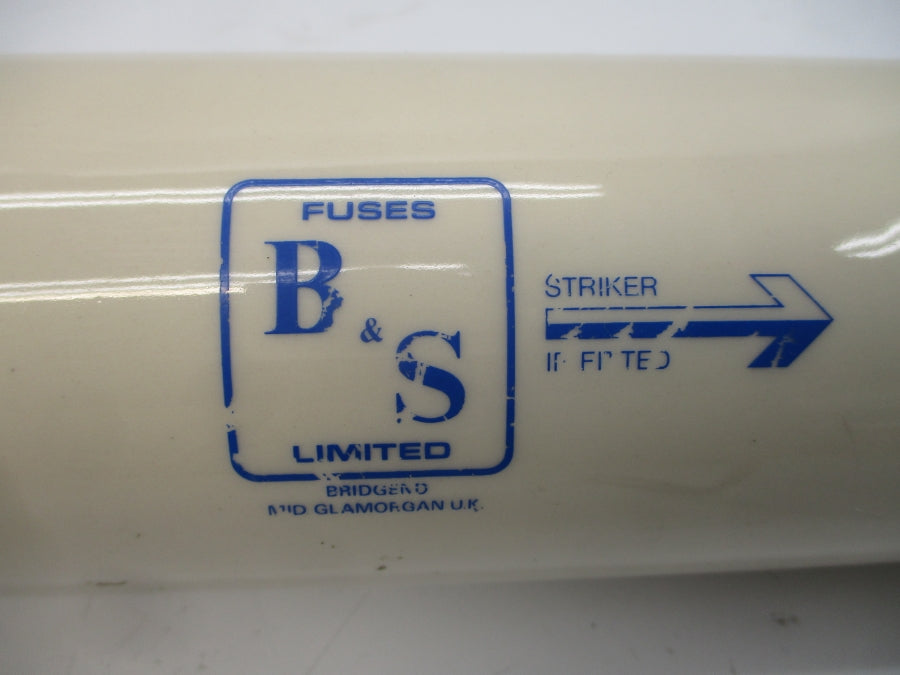 FUSES
B
&
S
LIMITED
BRIDGEND
MID GLAMORGAN U.K.
STRIKER
IF FITTED